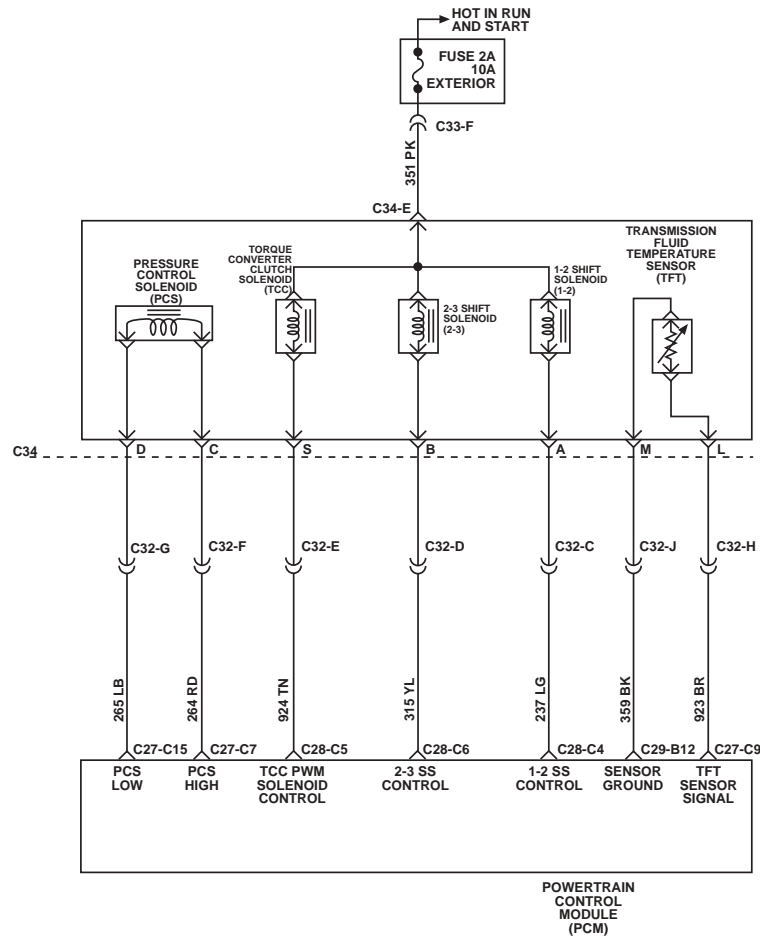 HOT IN RUN
AND START
FUSE 2A
10A
EXTERIOR
C33-F
351 PK
C34-E
PRESSURE
CONTROL
SOLENOID
(PCS)
TORQUE
CONVERTER
CLUTCH
SOLENOID
(TCC)
2-3 SHIFT
SOLENOID
(2-3)
1-2 SHIFT
SOLENOID
(1-2)
TRANSMISSION
FLUID
TEMPERATURE
SENSOR
(TFT)
C34
D
C
S
B
A
M
L
C32-G
C32-F
C32-E
C32-D
C32-C
C32-J
C32-H
265 LB
264 RD
924 TN
315 YL
237 LG
359 BK
923 BR
C27-C15
C27-C7
C28-C5
C28-C6
C28-C4
C29-B12
C27-C9
PCS
LOW
PCS
HIGH
TCC PWM
SOLENOID
CONTROL
2-3 SS
CONTROL
1-2 SS
CONTROL
SENSOR
GROUND
TFT
SENSOR
SIGNAL
POWERTRAIN
CONTROL
MODULE
(PCM)